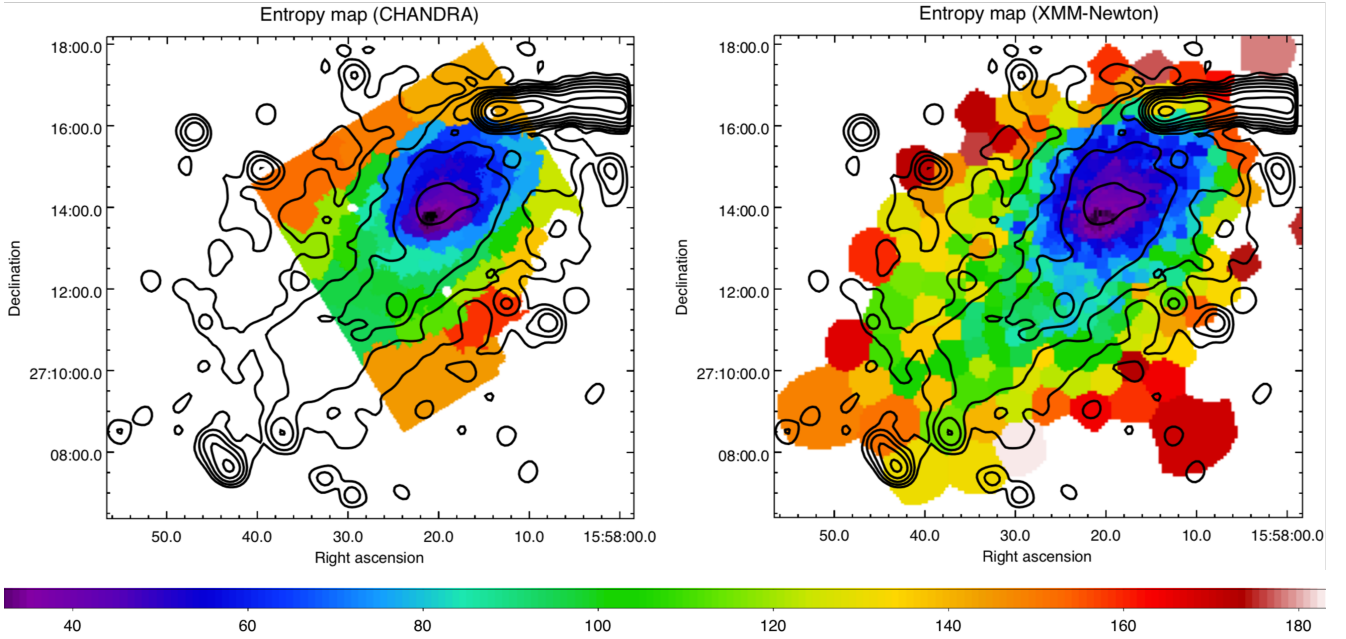 Entropy map (CHANDRA)
Entropy map (XMM-Newton)
18:00.0
16:00.0
14:00.0
12:00.0
27:10:00.0
08:00.0
Declination
50.0 40.0 30.0 20.0 10.0 15:58:00.0
Right ascension
18:00.0
16:00.0
14:00.0
12:00.0
27:10:00.0
08:00.0
Declination
50.0 40.0 30.0 20.0 10.0 15:58:00.0
Right ascension
40 60 80 100 120 140 160 180